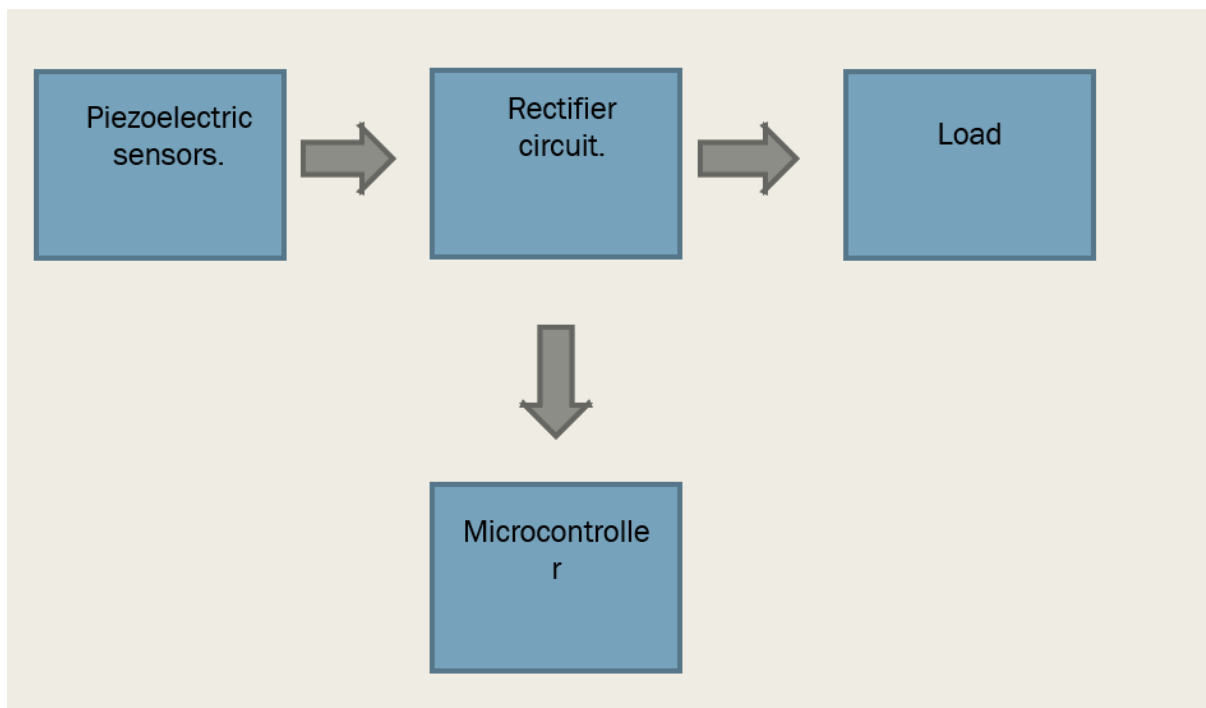 Piezoelectric
sensors.
Rectifier
circuit.
Load
Microcontrolle
r